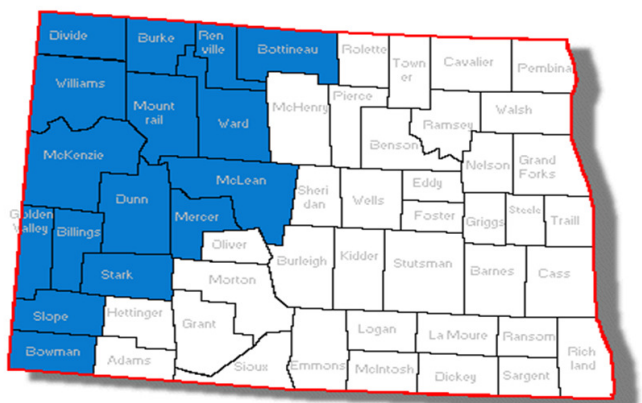 Divide
Burke
Ren
ville
Bottineau
Rolette
Town
er
Cavalier
Pembina
Williams
Mount
rail
Ward
McHenry
Pierce
Benson
Ramsey
Walsh
McKenzie
Dunn
McLean
Mercer
Sheri
dan
Wells
Eddy
Foster
Nelson
Grand
Forks
Griggs
Steele
Traill
Golden
Valley
Billings
Stark
Oliver
Morton
Burleigh
Kidder
Stutsman
Barnes
Cass
Slope
Hettinger
Grant
Bowman
Adams
Sioux
Emmons
Logan
McIntosh
La Moure
Dickey
Ransom
Sargent
Rich
land